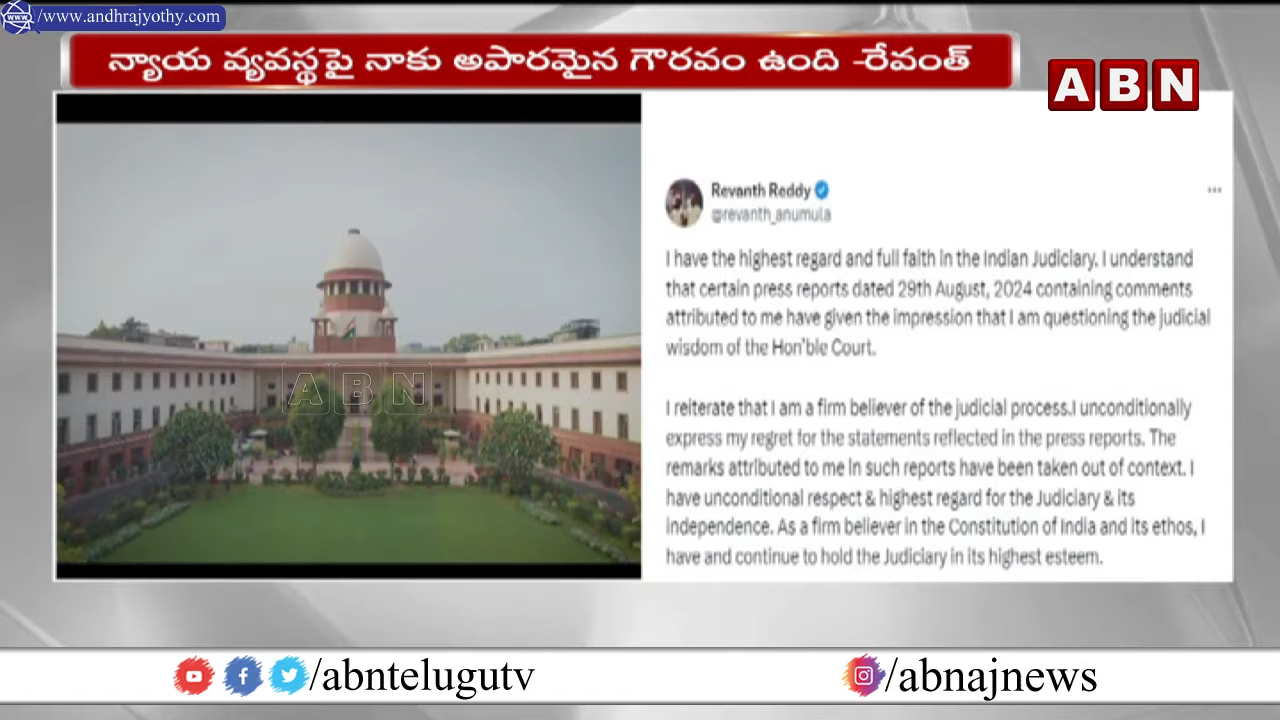 www
/www.andhrajyothy.com
న్యాయ వ్యవస్థపై నాకు అపారమైన గౌరవం ఉంది -రేవంత్
ABN
ABN
Revanth Reddy
@revanth_anumula
I have the highest regard and full faith in the Indian Judiciary. I understand
that certain press reports dated 29th August, 2024 containing comments
attributed to me have given the impression that I am questioning the judicial
wisdom of the Hon'ble Court.
I reiterate that I am a firm believer of the judicial process.I unconditionally
express my regret for the statements reflected in the press reports. The
remarks attributed to me in such reports have been taken out of context. I
have unconditional respect & highest regard for the Judiciary & its
independence. As a firm believer in the Constitution of India and its ethos, I
have and continue to hold the Judiciary in its highest esteem.
/abntelugutv
/abnajnews